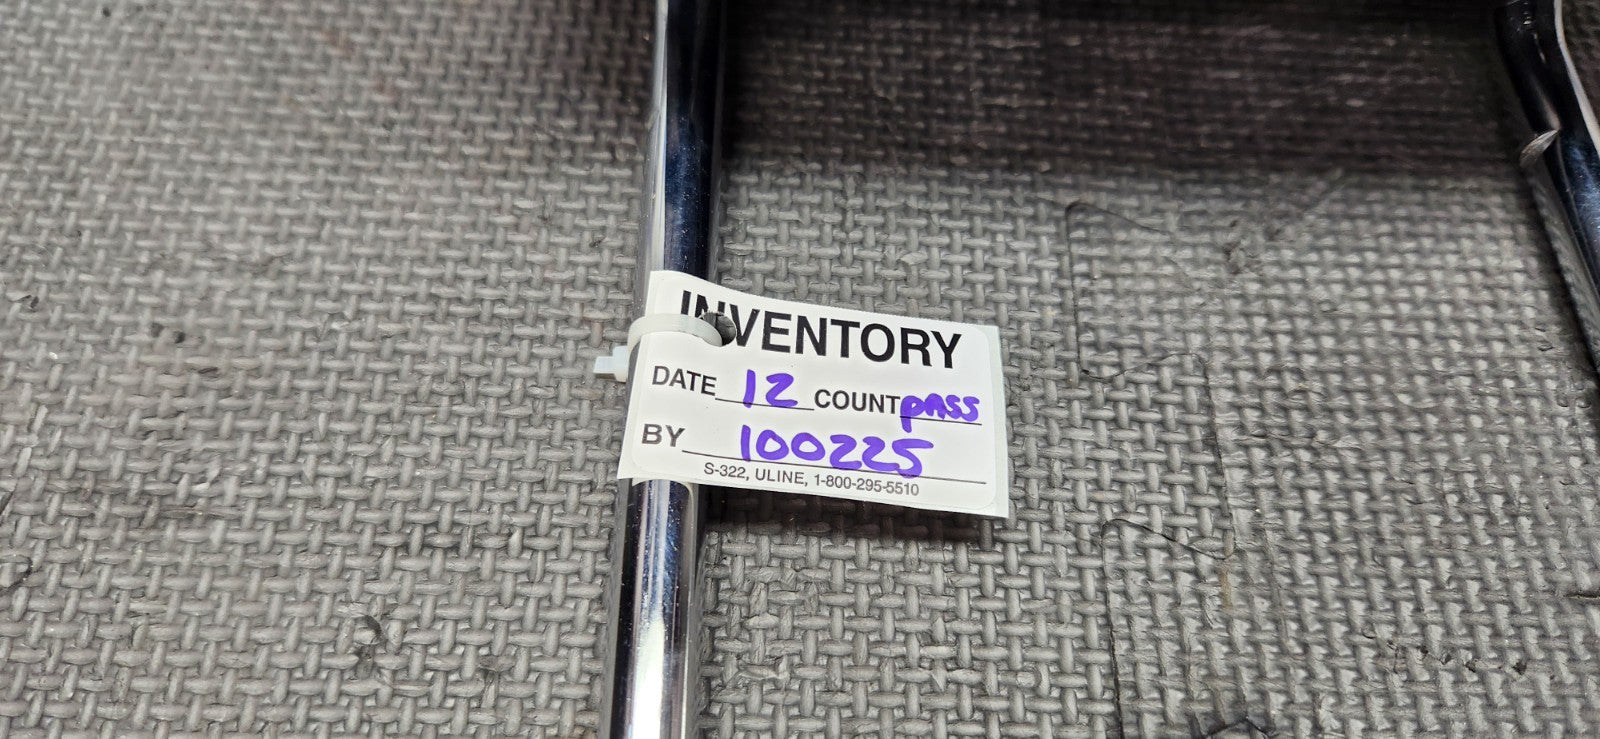 INVENTORY
DATE 12 COUNT pass
BY 100225
S-322, ULINE, 1-800-295-5510